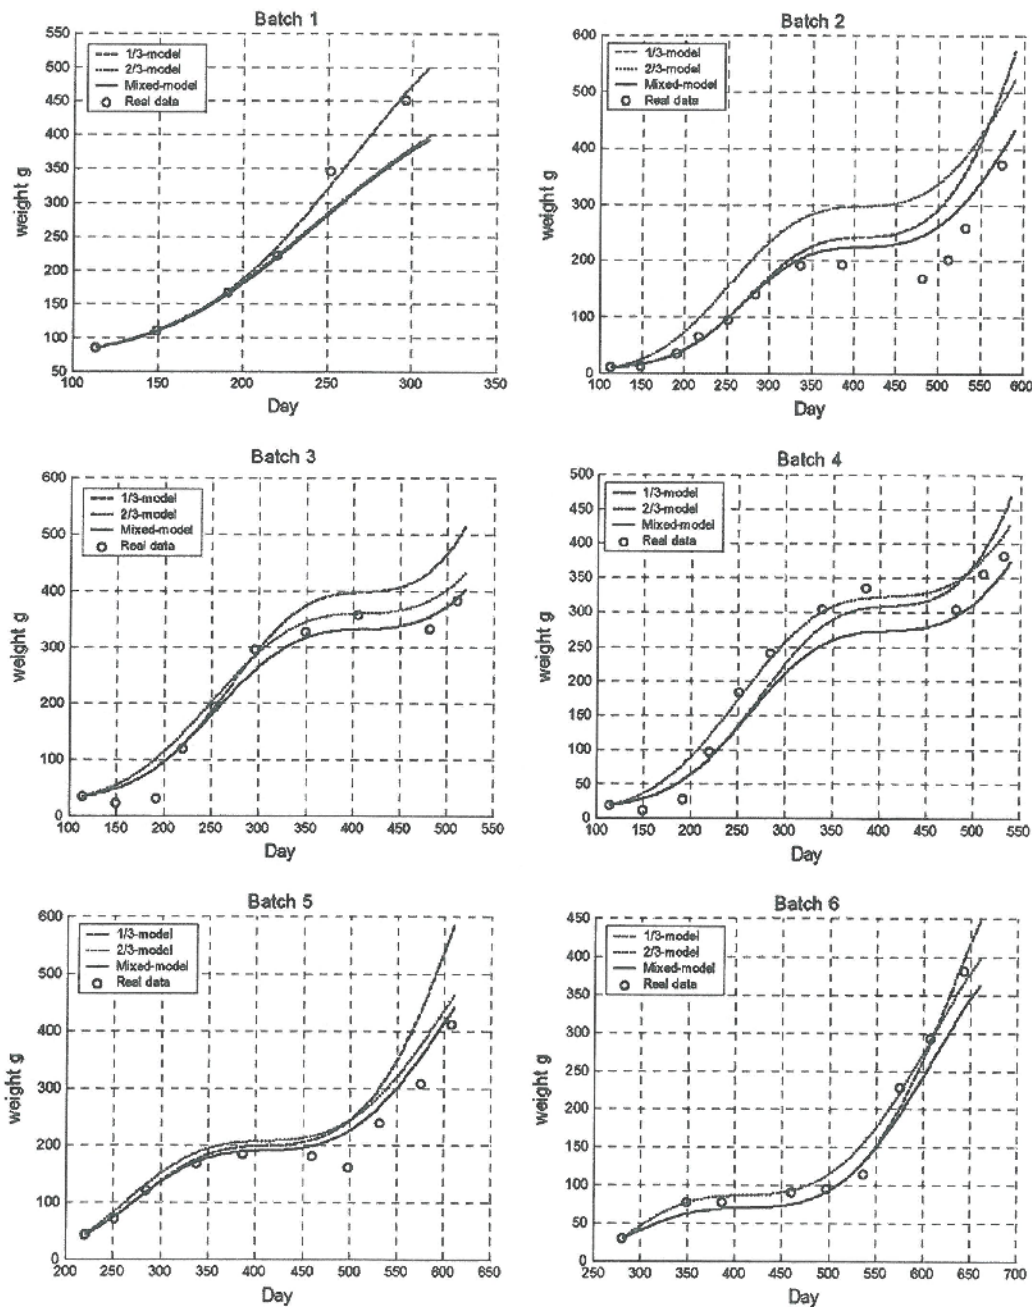 Batch 1
550
500
450
400
350
300
250
200
150
100
50
weight g
1/3-model
2/3-model
Mixed-model
Real data
100 150 200 250 300 350
Day
Batch 2
600
500
400
300
200
100
0
weight g
1/3-model
2/3-model
Mixed-model
Real data
100 150 200 250 300 350 400 450 500 550 600
Day
Batch 3
600
500
400
300
200
100
0
weight g
1/3-model
2/3-model
Mixed-model
Real data
100 150 200 250 300 350 400 450 500 550
Day
Batch 4
500
450
400
350
300
250
200
150
100
50
0
weight g
1/3-model
2/3-model
Mixed-model
Real data
100 150 200 250 300 350 400 450 500 550
Day
Batch 5
600
500
400
300
200
100
0
weight g
1/3-model
2/3-model
Mixed-model
Real data
200 250 300 350 400 450 500 550 600 650
Day
Batch 6
450
400
350
300
250
200
150
100
50
0
weight g
1/3-model
2/3-model
Mixed-model
Real data
250 300 350 400 450 500 550 600 650 700
Day